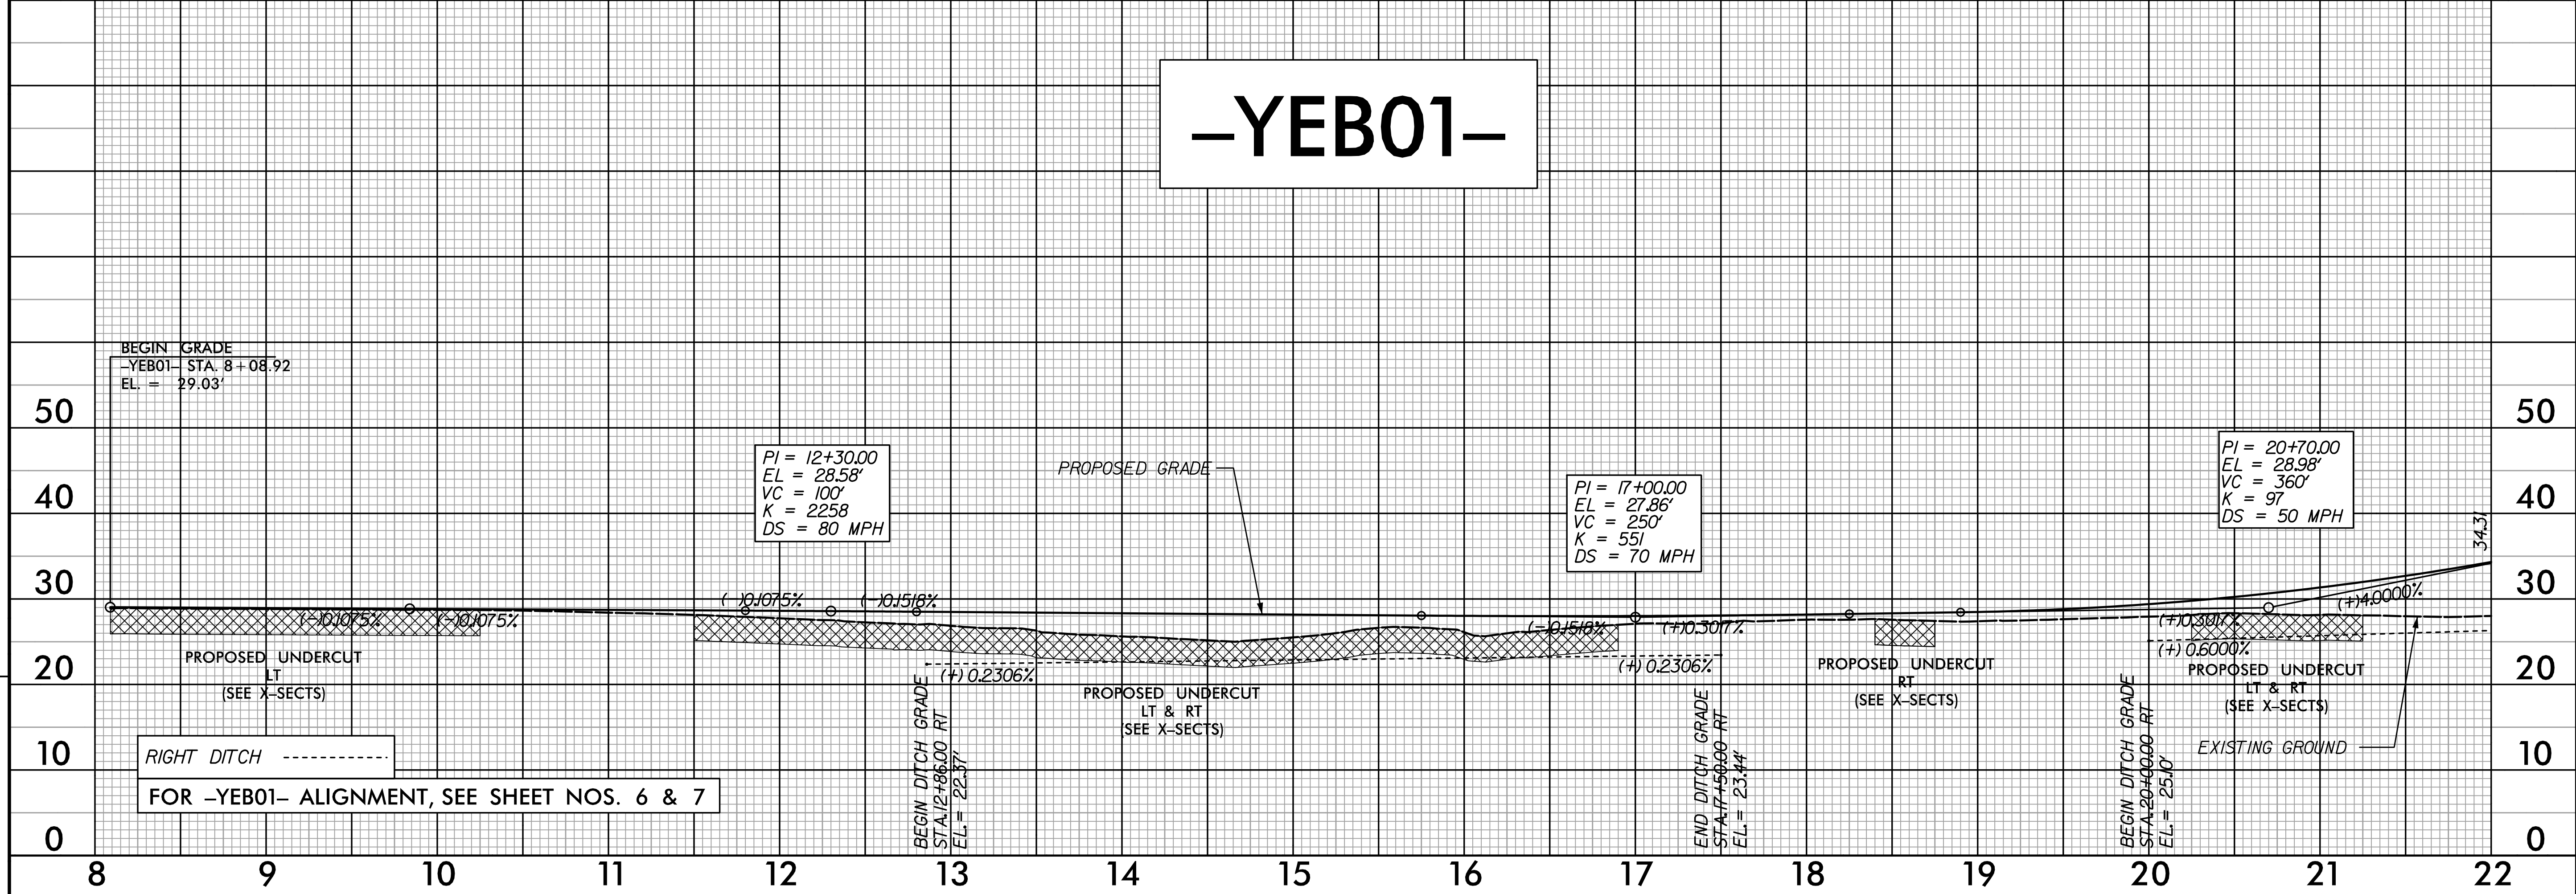 –YEB01–
BEGIN GRADE
–YEB01– STA. 8+08.92
EL. = 29.03'
50
40
30
20
10
0
50
40
30
20
10
0
PI = 12+30.00
EL = 28.58'
VC = 100'
K = 2258
DS = 80 MPH
PROPOSED GRADE
PI = 17+00.00
EL = 27.86'
VC = 250'
K = 551
DS = 70 MPH
PI = 20+70.00
EL = 28.98'
VC = 360'
K = 97
DS = 50 MPH
34.31
(-)0.1075%
(-)0.1075%
( )0.1075%
(-)0.1518%
(-)0.1518%
(+)0.3017%
(+)0.3017%
(+)4.0000%
PROPOSED UNDERCUT
LT
(SEE X–SECTS)
(+) 0.2306%
PROPOSED UNDERCUT
LT & RT
(SEE X–SECTS)
(+) 0.2306%
PROPOSED UNDERCUT
RT
(SEE X–SECTS)
(+) 0.6000%
PROPOSED UNDERCUT
LT & RT
(SEE X–SECTS)
EXISTING GROUND
BEGIN DITCH GRADE
STA.12+86.00 RT
EL.= 22.37'
END DITCH GRADE
STA.17+50.00 RT
EL.= 23.44'
BEGIN DITCH GRADE
STA.20+00.00 RT
EL.= 25.10'
RIGHT DITCH
FOR –YEB01– ALIGNMENT, SEE SHEET NOS. 6 & 7
8 9 10 11 12 13 14 15 16 17 18 19 20 21 22